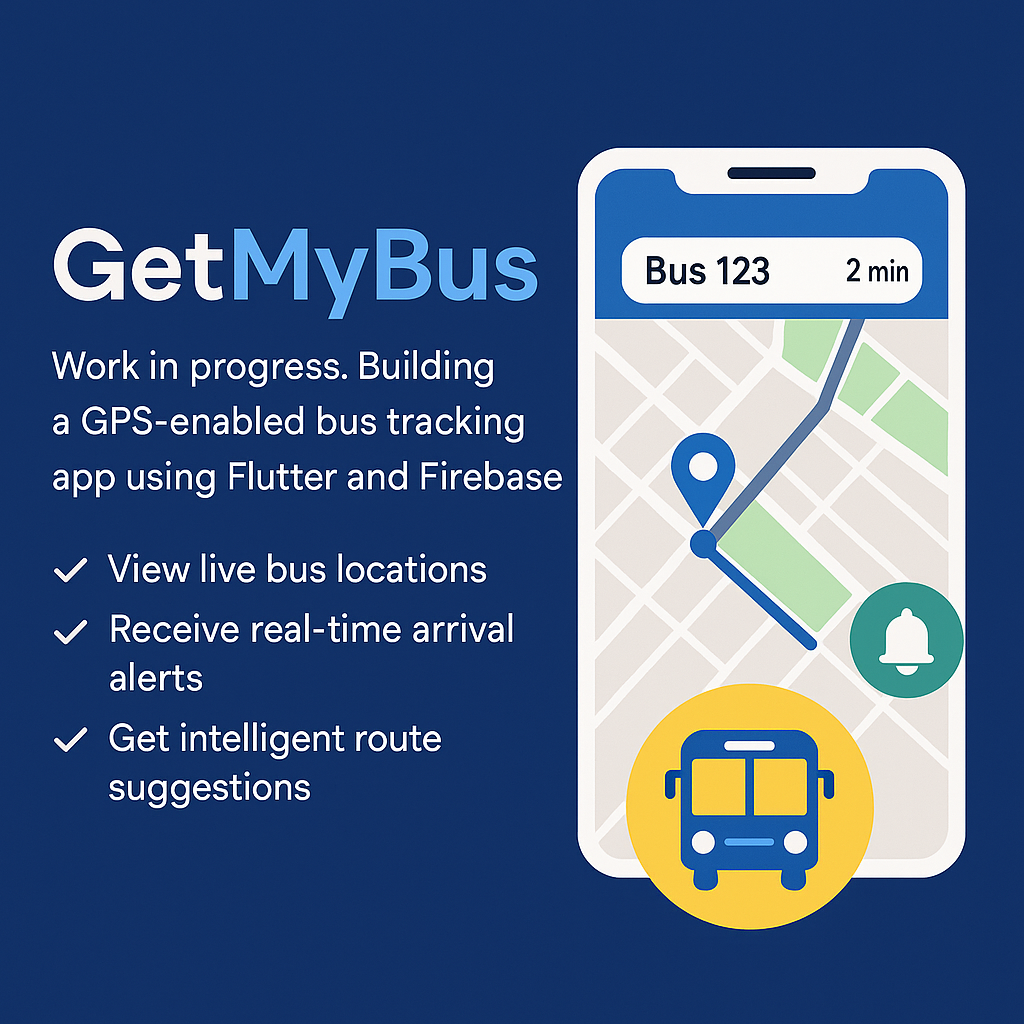 GetMyBus
Work in progress. Building
a GPS-enabled bus tracking
app using Flutter and Firebase
View live bus locations
Receive real-time arrival
alerts
Get intelligent route
suggestions
Bus 123 2 min